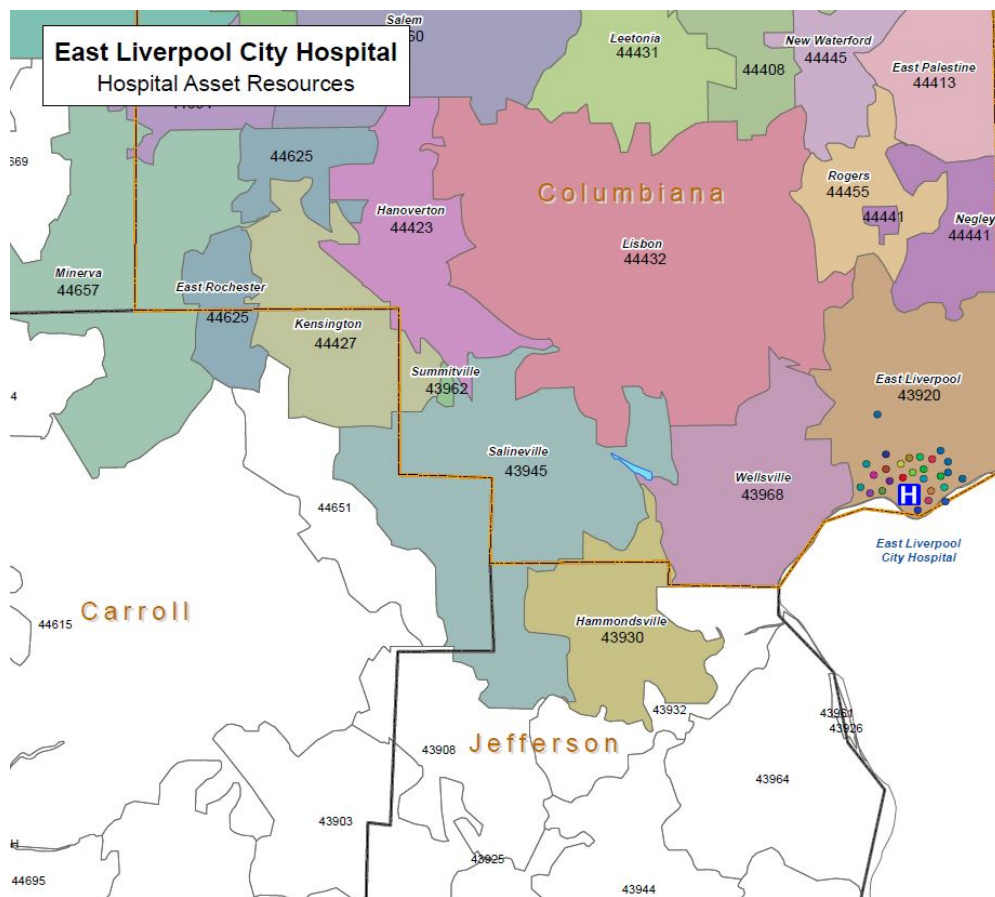 East Liverpool City Hospital
Hospital Asset Resources
Salem
Leetonia
44431
New Waterford
44445
44408
East Palestine
44413
44625
Columbiana
Rogers
44455
44441
Negley
44441
Hanoverton
44423
Lisbon
44432
Minerva
44657
East Rochester
44625
Kensington
44427
Summitville
43962
East Liverpool
43920
Salineville
43945
Wellsville
43968
H
East Liverpool
City Hospital
44651
Carroll
44615
Hammondsville
43930
43932
Jefferson
43908
43961
43926
43964
43903
43925
44695
43944